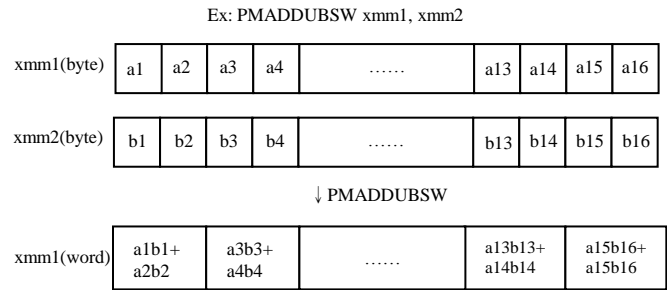 Ex: PMADDUBSW xmm1, xmm2
xmm1(byte) a1 a2 a3 a4 ...... a13 a14 a15 a16
xmm2(byte) b1 b2 b3 b4 ...... b13 b14 b15 b16
↓ PMADDUBSW
xmm1(word) a1b1+ a3b3+ ...... a13b13+ a15b16+
a2b2 a4b4 a14b14 a15b16